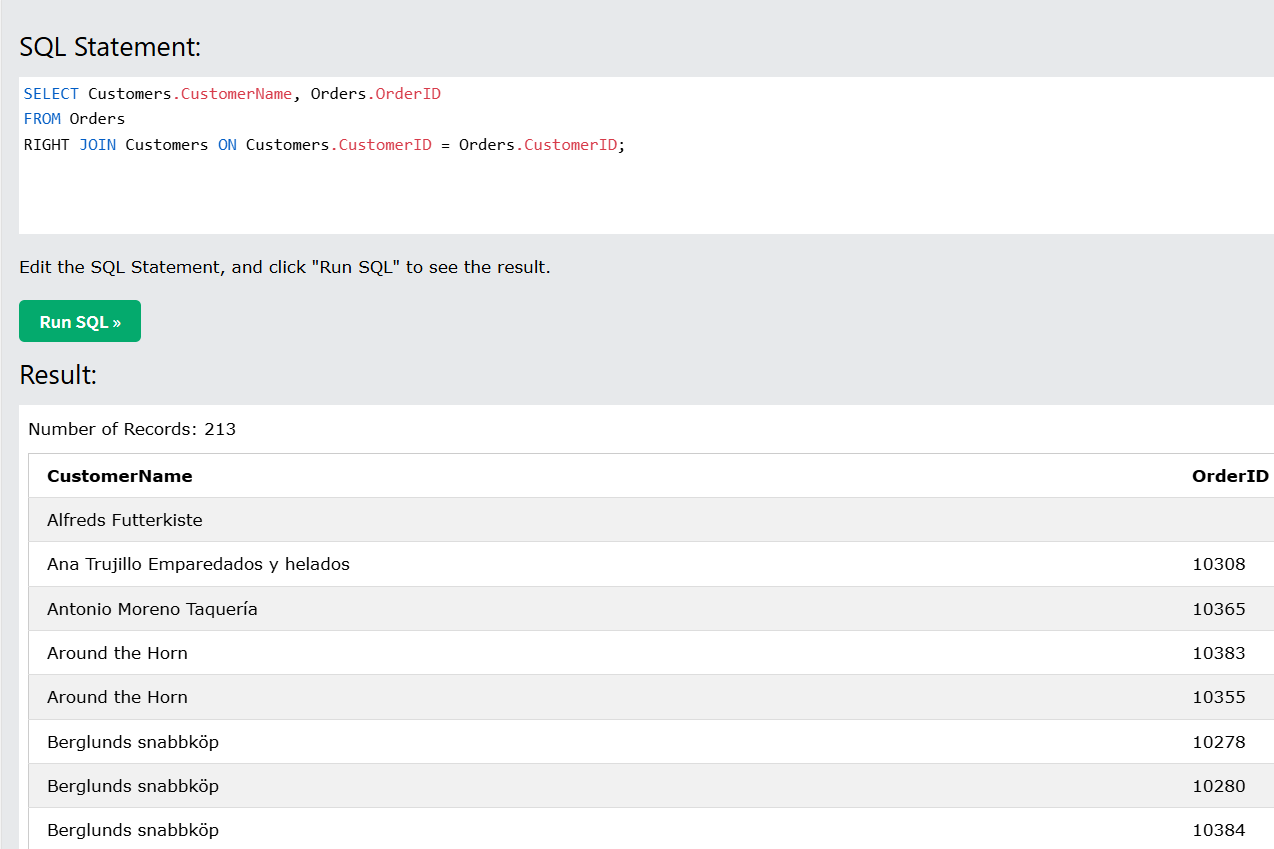 SQL Statement:
SELECT Customers.CustomerName, Orders.OrderID
FROM Orders
RIGHT JOIN Customers ON Customers.CustomerID = Orders.CustomerID;
Edit the SQL Statement, and click "Run SQL" to see the result.
Run SQL »
Result:
Number of Records: 213
CustomerName OrderID
Alfreds Futterkiste
Ana Trujillo Emparedados y helados 10308
Antonio Moreno Taquería 10365
Around the Horn 10383
Around the Horn 10355
Berglunds snabbköp 10278
Berglunds snabbköp 10280
Berglunds snabbköp 10384